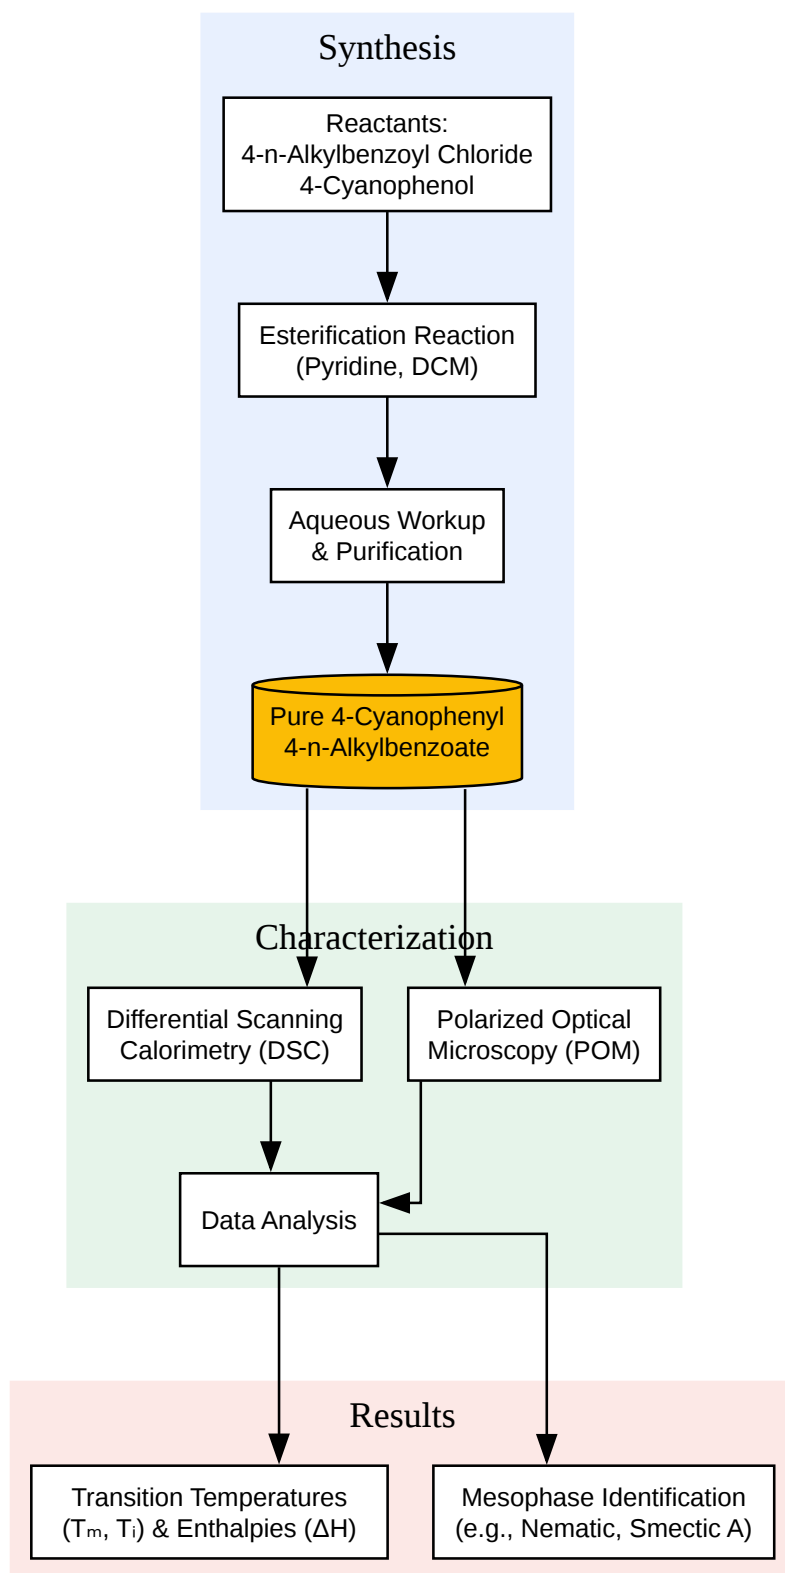 Synthesis
Reactants:
4-n-Alkylbenzoyl Chloride
4-Cyanophenol
Esterification Reaction
(Pyridine, DCM)
Aqueous Workup
& Purification
Pure 4-Cyanophenyl
4-n-Alkylbenzoate
Characterization
Differential Scanning
Calorimetry (DSC)
Polarized Optical
Microscopy (POM)
Data Analysis
Results
Transition Temperatures
(Tₘ, Tᵢ) & Enthalpies (ΔH)
Mesophase Identification
(e.g., Nematic, Smectic A)